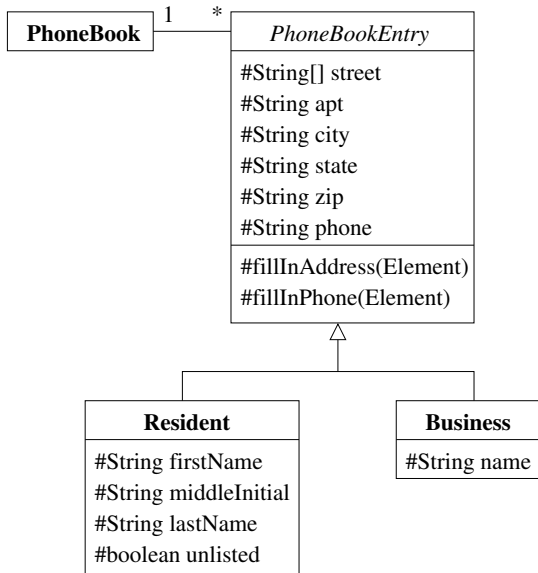 PhoneBook
1
*
PhoneBookEntry
#String[] street
#String apt
#String city
#String state
#String zip
#String phone
#fillInAddress(Element)
#fillInPhone(Element)
Resident
#String firstName
#String middleInitial
#String lastName
#boolean unlisted
Business
#String name